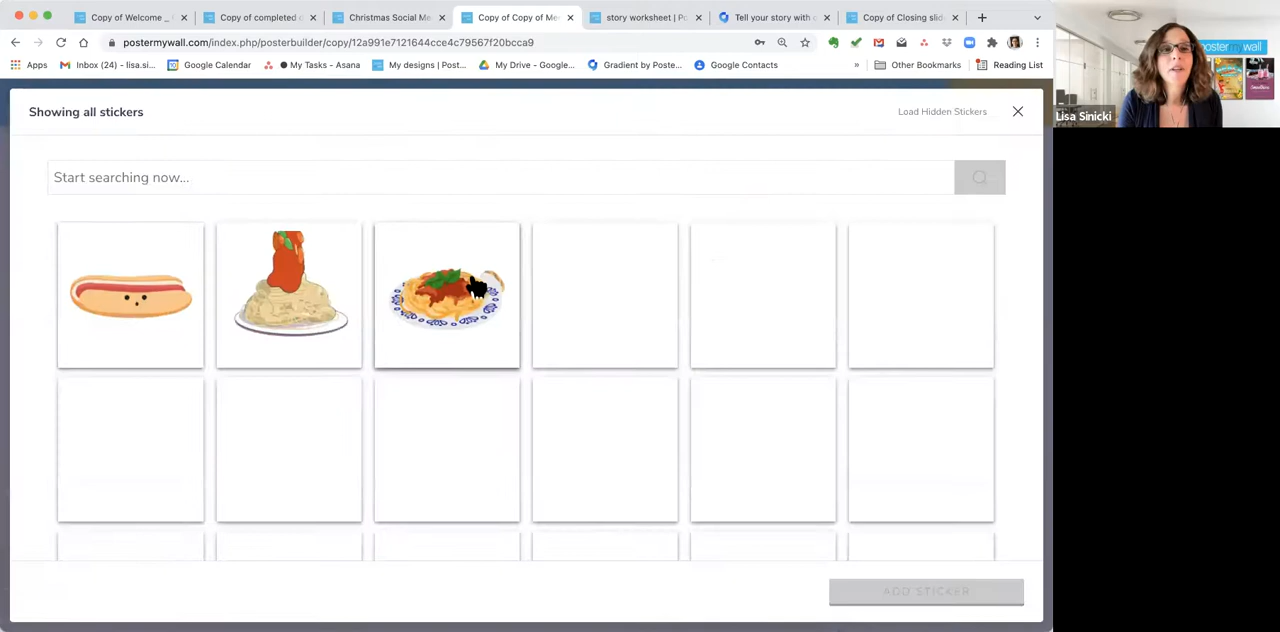 Copy of Welcome _
Copy of completed
Christmas Social Me
Copy of Copy of Me
story worksheet | Po
Tell your story with
Copy of Closing slid
postermywall.com/index.php/posterbuilder/copy/12a991e7121644cce4c79567f20bcca9
Apps
Inbox (24) - lisa.si...
Google Calendar
My Tasks - Asana
My designs | Post...
My Drive - Google...
Gradient by Poste...
Google Contacts
»
Other Bookmarks
Reading List
Showing all stickers
Load Hidden Stickers
Start searching now...
ADD STICKER
postermywall
Lisa Sinicki